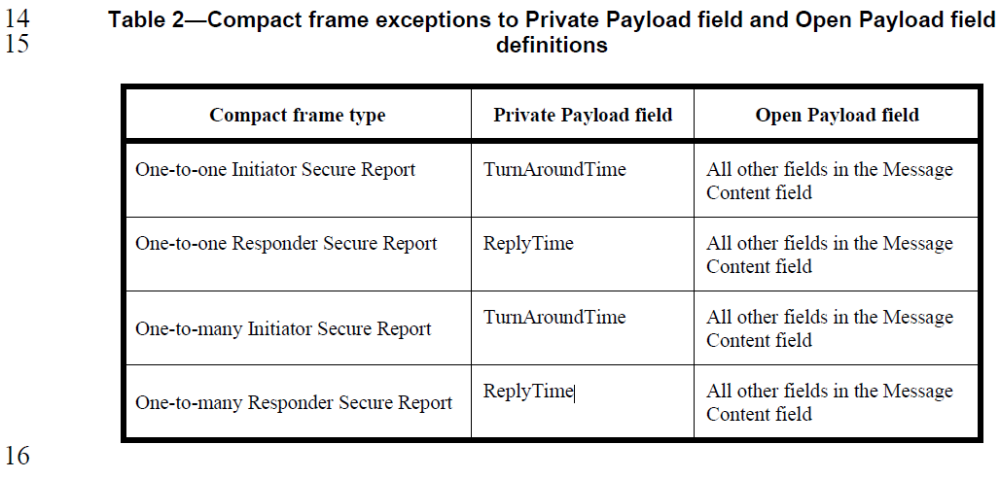 14 Table 2—Compact frame exceptions to Private Payload field and Open Payload field
15 definitions
Compact frame type Private Payload field Open Payload field
One-to-one Initiator Secure Report TurnAroundTime All other fields in the Message
Content field
One-to-one Responder Secure Report ReplyTime All other fields in the Message
Content field
One-to-many Initiator Secure Report TurnAroundTime All other fields in the Message
Content field
One-to-many Responder Secure Report ReplyTime All other fields in the Message
Content field
16